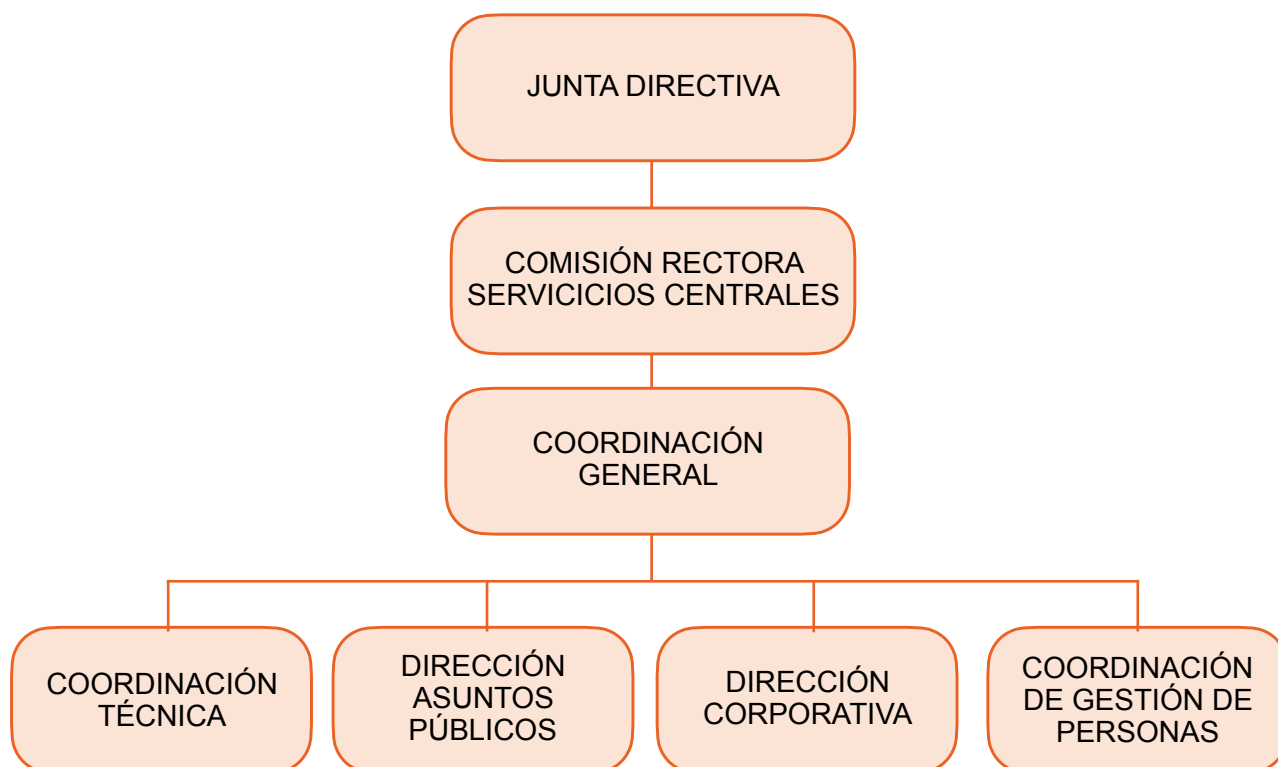 JUNTA DIRECTIVA
COMISIÓN RECTORA
SERVICICIOS CENTRALES
COORDINACIÓN
GENERAL
COORDINACIÓN
TÉCNICA
DIRECCIÓN
ASUNTOS
PÚBLICOS
DIRECCIÓN
CORPORATIVA
COORDINACIÓN
DE GESTIÓN DE
PERSONAS